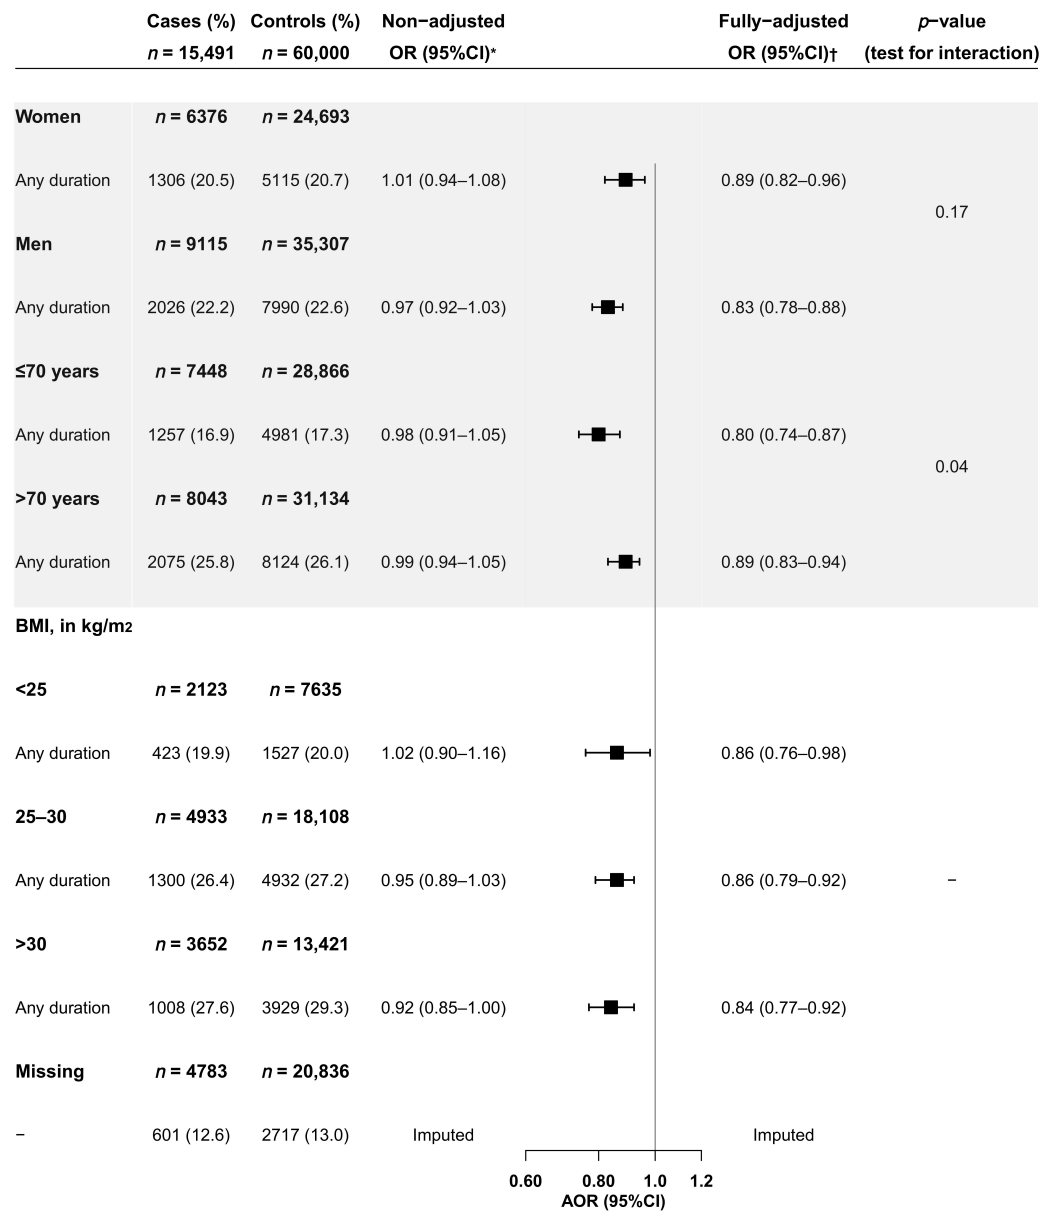 Cases (%) Controls (%) Non−adjusted Fully−adjusted p−value
n = 15,491 n = 60,000 OR (95%CI)* OR (95%CI)† (test for interaction)
Women n = 6376 n = 24,693
Any duration 1306 (20.5) 5115 (20.7) 1.01 (0.94–1.08) 0.89 (0.82–0.96)
0.17
Men n = 9115 n = 35,307
Any duration 2026 (22.2) 7990 (22.6) 0.97 (0.92–1.03) 0.83 (0.78–0.88)
≤70 years n = 7448 n = 28,866
Any duration 1257 (16.9) 4981 (17.3) 0.98 (0.91–1.05) 0.80 (0.74–0.87)
0.04
>70 years n = 8043 n = 31,134
Any duration 2075 (25.8) 8124 (26.1) 0.99 (0.94–1.05) 0.89 (0.83–0.94)
BMI, in kg/m2
<25 n = 2123 n = 7635
Any duration 423 (19.9) 1527 (20.0) 1.02 (0.90–1.16) 0.86 (0.76–0.98)
25–30 n = 4933 n = 18,108
Any duration 1300 (26.4) 4932 (27.2) 0.95 (0.89–1.03) 0.86 (0.79–0.92) −
>30 n = 3652 n = 13,421
Any duration 1008 (27.6) 3929 (29.3) 0.92 (0.85–1.00) 0.84 (0.77–0.92)
Missing n = 4783 n = 20,836
− 601 (12.6) 2717 (13.0) Imputed Imputed
0.60 0.80 1.0 1.2
AOR (95%CI)